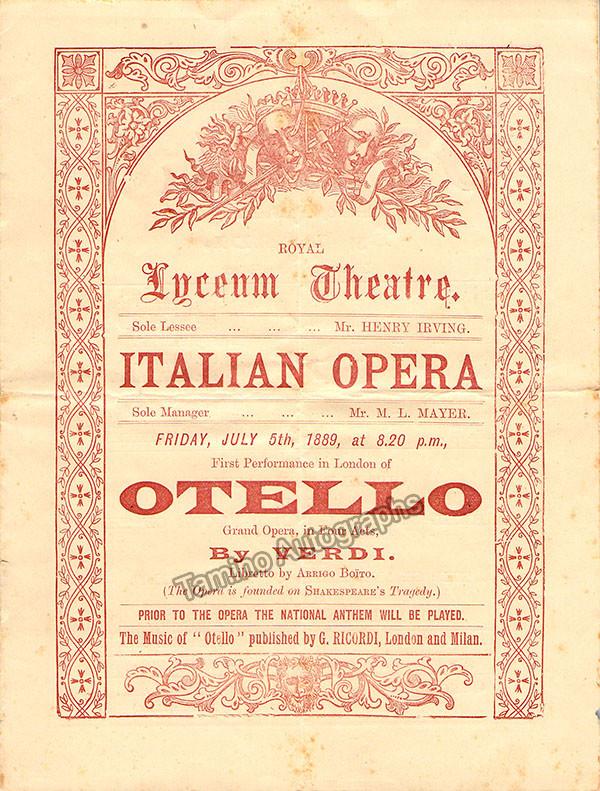 ROYAL
Lyceum Theatre.
Sole Lessee ... ... ... Mr. HENRY IRVING.
ITALIAN OPERA
Sole Manager ... ... ... Mr. M. L. MAYER.
FRIDAY, JULY 5th, 1889, at 8.20 p.m.,
First Performance in London of
OTELLO
Grand Opera, in Four Acts,
By VERDI.
Libretto by ARRIGO BOÏTO.
(The Opera is founded on SHAKESPEARE'S Tragedy.)
PRIOR TO THE OPERA THE NATIONAL ANTHEM WILL BE PLAYED.
The Music of "Otello" published by G. RICORDI, London and Milan.
Tamino Autographs